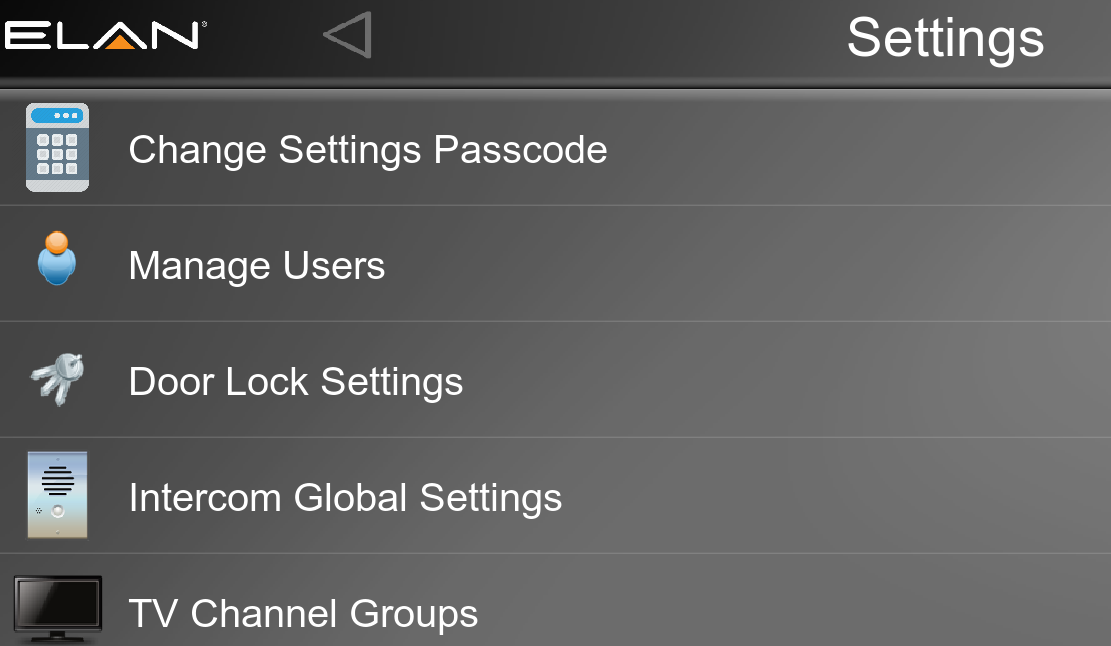 ELAN®
Settings
Change Settings Passcode
Manage Users
Door Lock Settings
Intercom Global Settings
TV Channel Groups